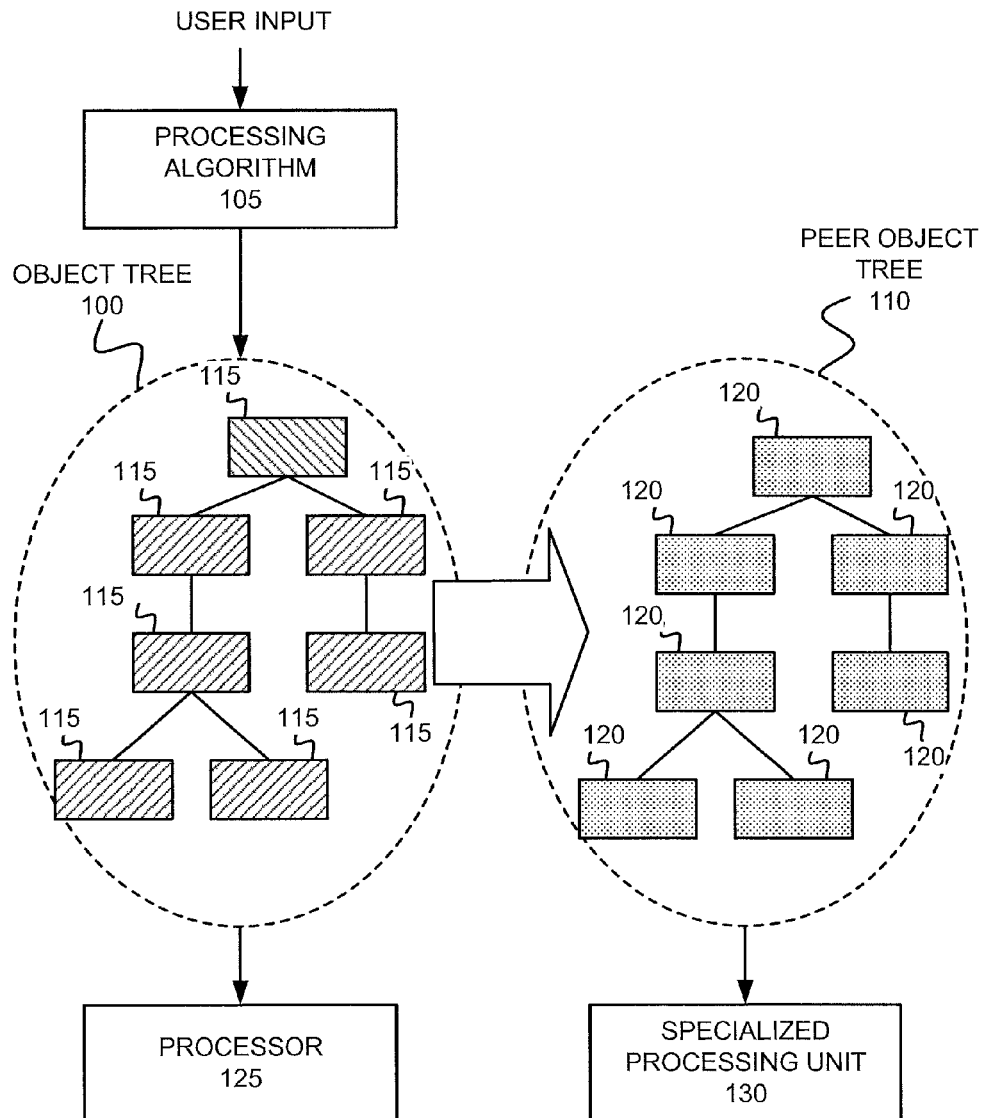 USER INPUT
PROCESSING
ALGORITHM
105
PEER OBJECT
TREE
110
OBJECT TREE
100
115
120
115
115
120
120
115
120
115
120
115
115
120
120
PROCESSOR
125
SPECIALIZED
PROCESSING UNIT
130